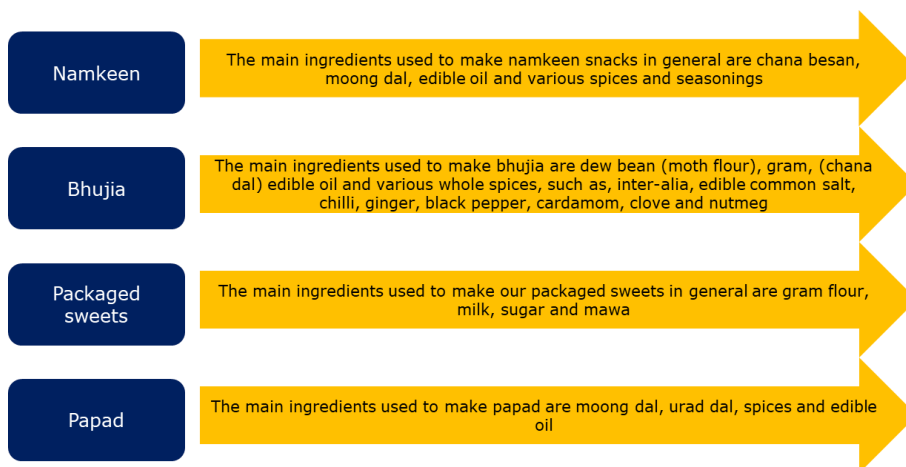 Namkeen
The main ingredients used to make namkeen snacks in general are chana besan,
moong dal, edible oil and various spices and seasonings
Bhujia
The main ingredients used to make bhujia are dew bean (moth flour), gram, (chana
dal) edible oil and various whole spices, such as, inter-alia, edible common salt,
chilli, ginger, black pepper, cardamom, clove and nutmeg
Packaged
sweets
The main ingredients used to make our packaged sweets in general are gram flour,
milk, sugar and mawa
Papad
The main ingredients used to make papad are moong dal, urad dal, spices and edible
oil